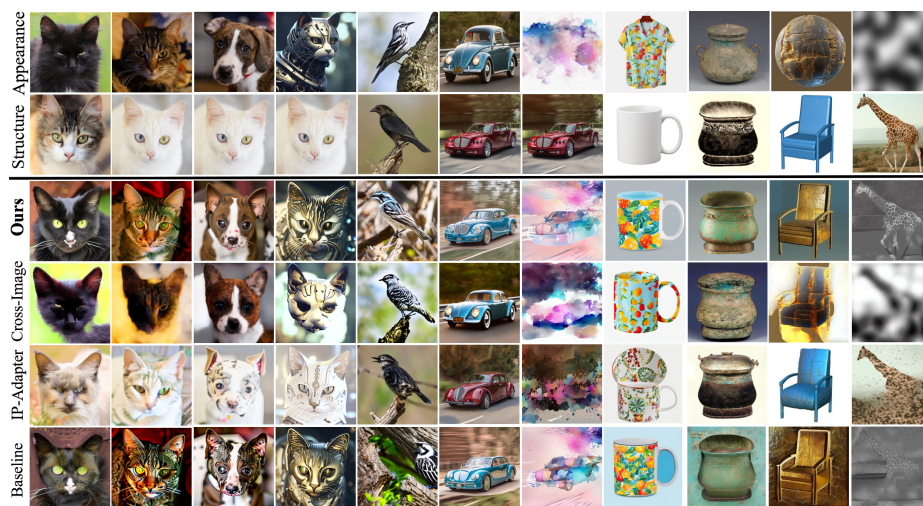 Appearance
Structure
Ours
Cross-Image
IP-Adapter
Baseline